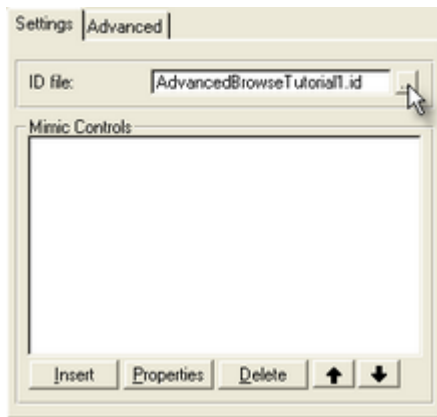 Settings Advanced
ID file: AdvancedBrowseTutorial1.id ...
Mimic Controls
Insert Properties Delete